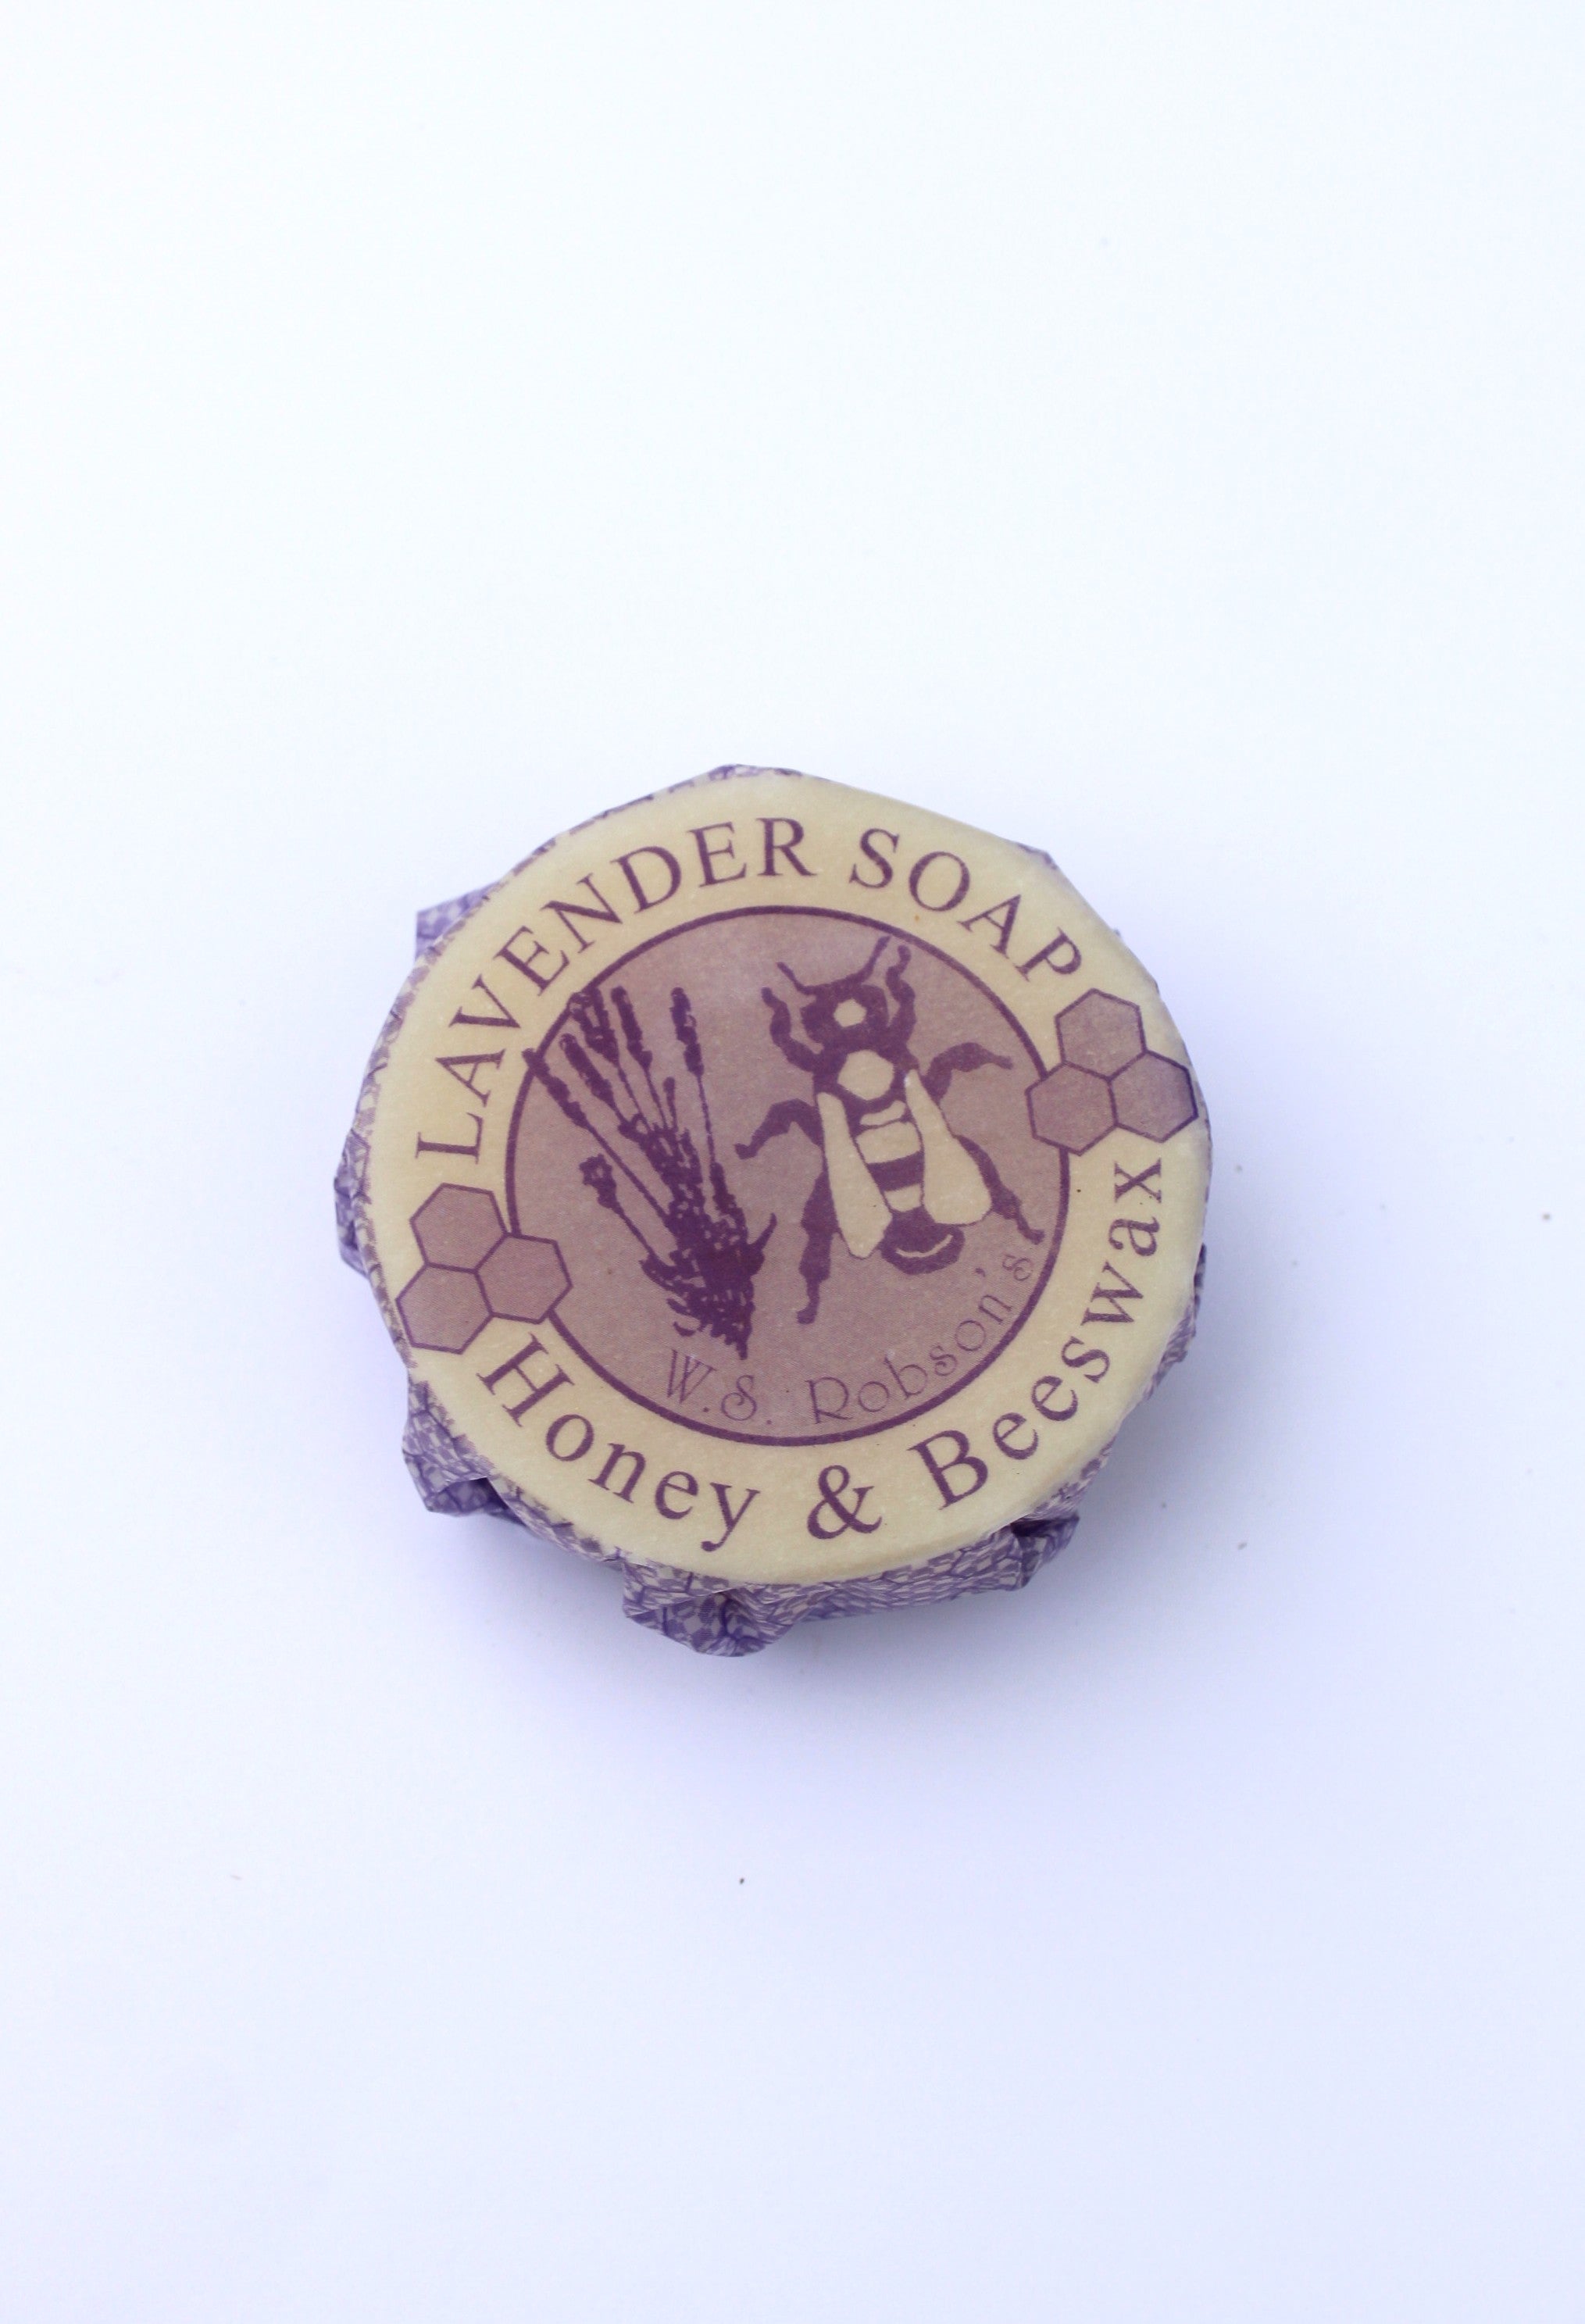 LAVENDER SOAP
W.S. Robson's
Honey & Beeswax